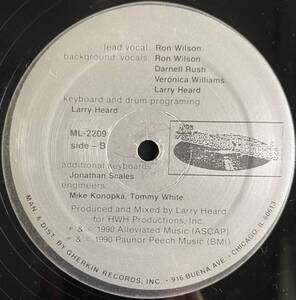 lead vocal: Ron Wilson
background vocals: Ron Wilson
Darnell Rush
Veronica Williams
Larry Heard
keyboard and drum programing
Larry Heard
ML-2209
side - B
additional keyboards:
Jonathan Scales
engineers:
Mike Konopka, Tommy White
Produced and Mixed by Larry Heard
for HWH Productions, Inc.
℗ & © 1990 Alleviated Music (ASCAP)
℗ & © 1990 Paunor Peech Music (BMI)
MAN. & DIST. BY GHERKIN RECORDS, INC. • 916 BUENA AVE. • CHICAGO, IL 60613